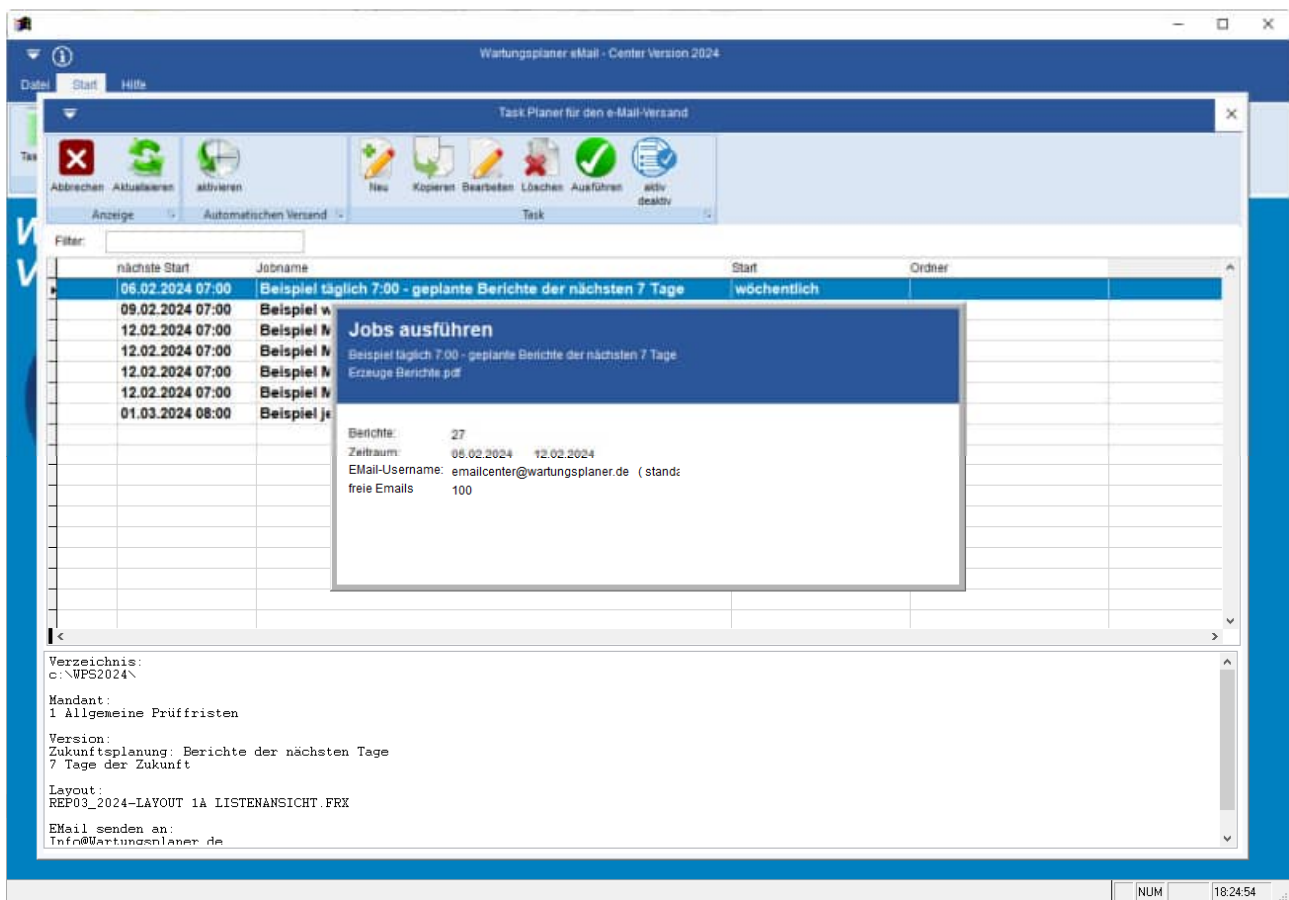 Wartungsplaner eMail - Center Version 2024
Datei Start Hilfe
Task Planer für den e-Mail-Versand
Tas
Abbrechen Aktualisieren aktivieren Neu Kopieren Bearbeiten Löschen Ausführen aktiv deaktiv
Anzeige Automatischen Versand Task
W
V
Filter:
nächste Start Jobname Start Ordner
06.02.2024 07:00 Beispiel täglich 7:00 - geplante Berichte der nächsten 7 Tage wöchentlich
09.02.2024 07:00 Beispiel w
12.02.2024 07:00 Beispiel M
12.02.2024 07:00 Beispiel M
12.02.2024 07:00 Beispiel M
12.02.2024 07:00 Beispiel M
01.03.2024 08:00 Beispiel je
Jobs ausführen
Beispiel täglich 7:00 - geplante Berichte der nächsten 7 Tage
Erzeuge Berichte.pdf
Berichte: 27
Zeitraum: 06.02.2024 12.02.2024
EMail-Username: emailcenter@wartungsplaner.de ( standa
freie Emails 100
Verzeichnis:
c:\WPS2024\
Mandant:
1 Allgemeine Prüffristen
Version:
Zukunftsplanung: Berichte der nächsten Tage
7 Tage der Zukunft
Layout:
REP03_2024-LAYOUT 1A LISTENANSICHT.FRX
EMail senden an:
Info@Wartungsplaner.de
NUM 18:24:54